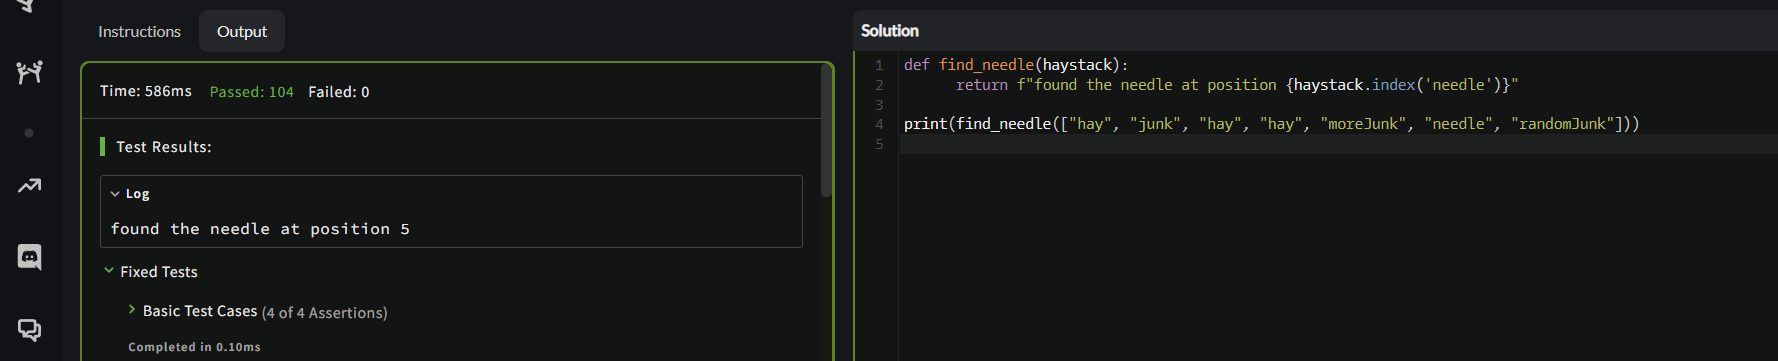 Instructions
Output
Time: 586ms Passed: 104 Failed: 0
Test Results:
Log
found the needle at position 5
Fixed Tests
Basic Test Cases (4 of 4 Assertions)
Completed in 0.10ms
Solution
1 def find_needle(haystack):
2 return f"found the needle at position {haystack.index('needle')}"
3
4 print(find_needle(["hay", "junk", "hay", "hay", "moreJunk", "needle", "randomJunk"]))
5